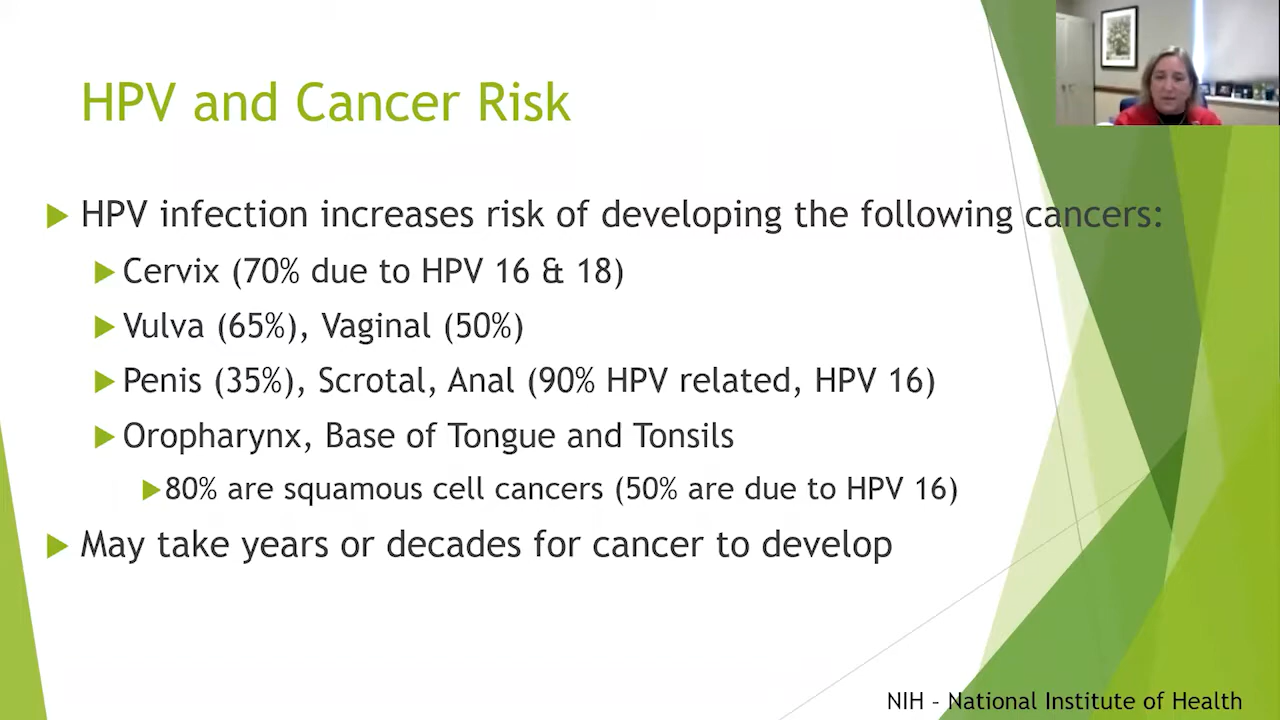 HPV and Cancer Risk
HPV infection increases risk of developing the following cancers:
Cervix (70% due to HPV 16 & 18)
Vulva (65%), Vaginal (50%)
Penis (35%), Scrotal, Anal (90% HPV related, HPV 16)
Oropharynx, Base of Tongue and Tonsils
80% are squamous cell cancers (50% are due to HPV 16)
May take years or decades for cancer to develop
NIH – National Institute of Health